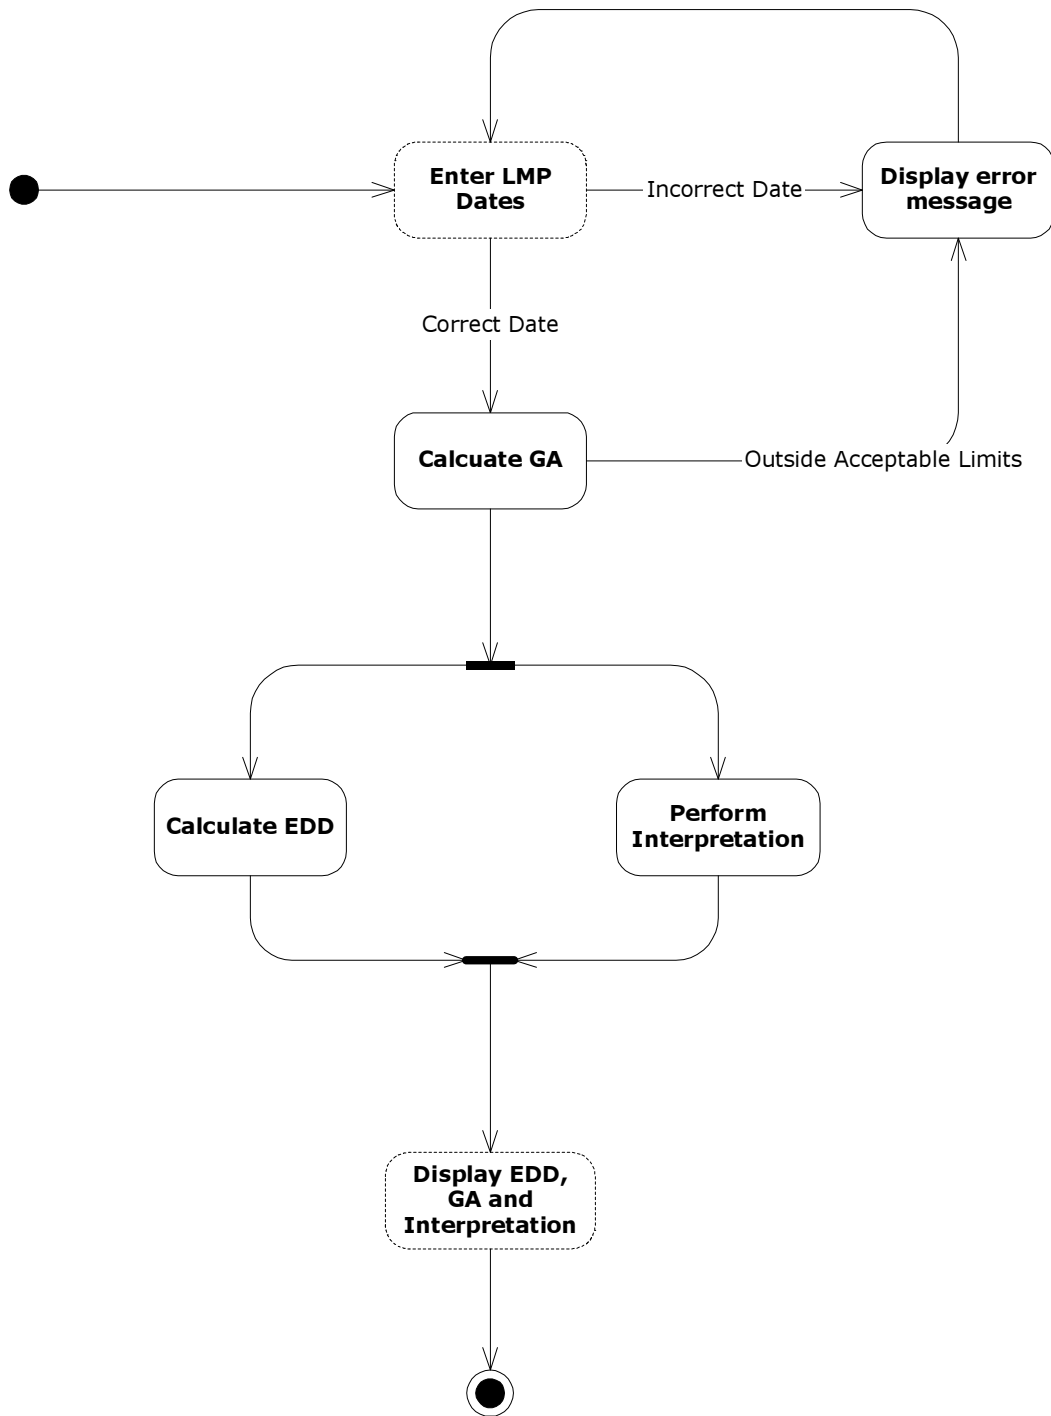 Enter LMP
Dates
Incorrect Date
Display error
message
Correct Date
Calcuate GA
Outside Acceptable Limits
Calculate EDD
Perform
Interpretation
Display EDD,
GA and
Interpretation